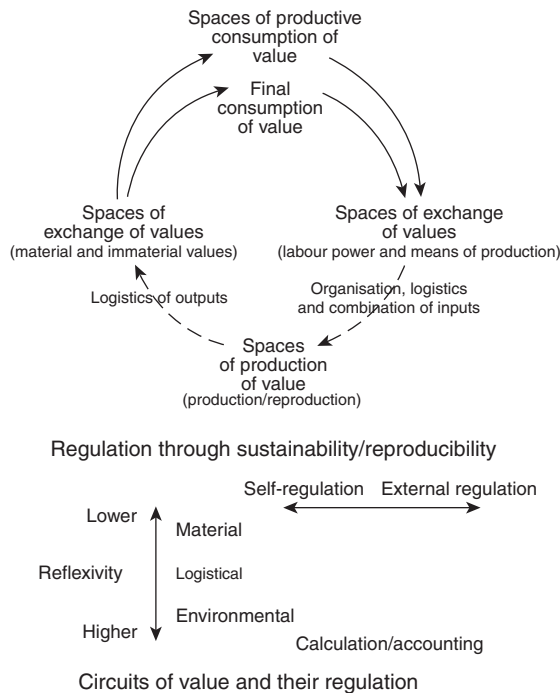 Spaces of productive
consumption of
value
Final
consumption
of value
Spaces of
exchange of values
(material and immaterial values)
Spaces of exchange
of values
(labour power and means of production)
Logistics of outputs
Organisation, logistics
and combination of inputs
Spaces
of production
of value
(production/reproduction)
Regulation through sustainability/reproducibility
Self-regulation External regulation
Lower
Material
Reflexivity
Logistical
Environmental
Higher
Calculation/accounting
Circuits of value and their regulation